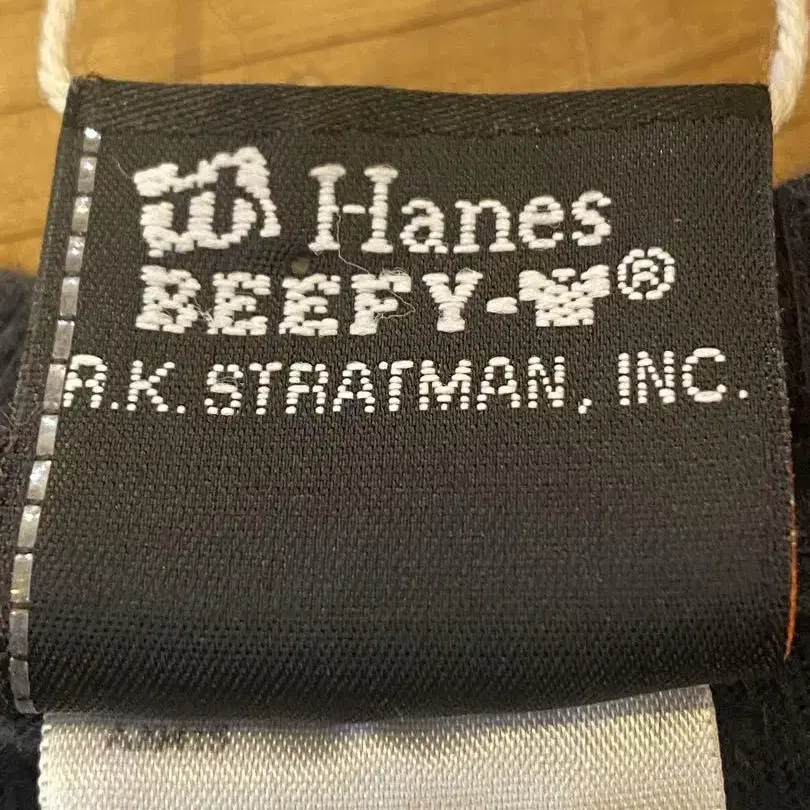 Hanes
BEEFY-T®
A.K. STRATMAN, INC.